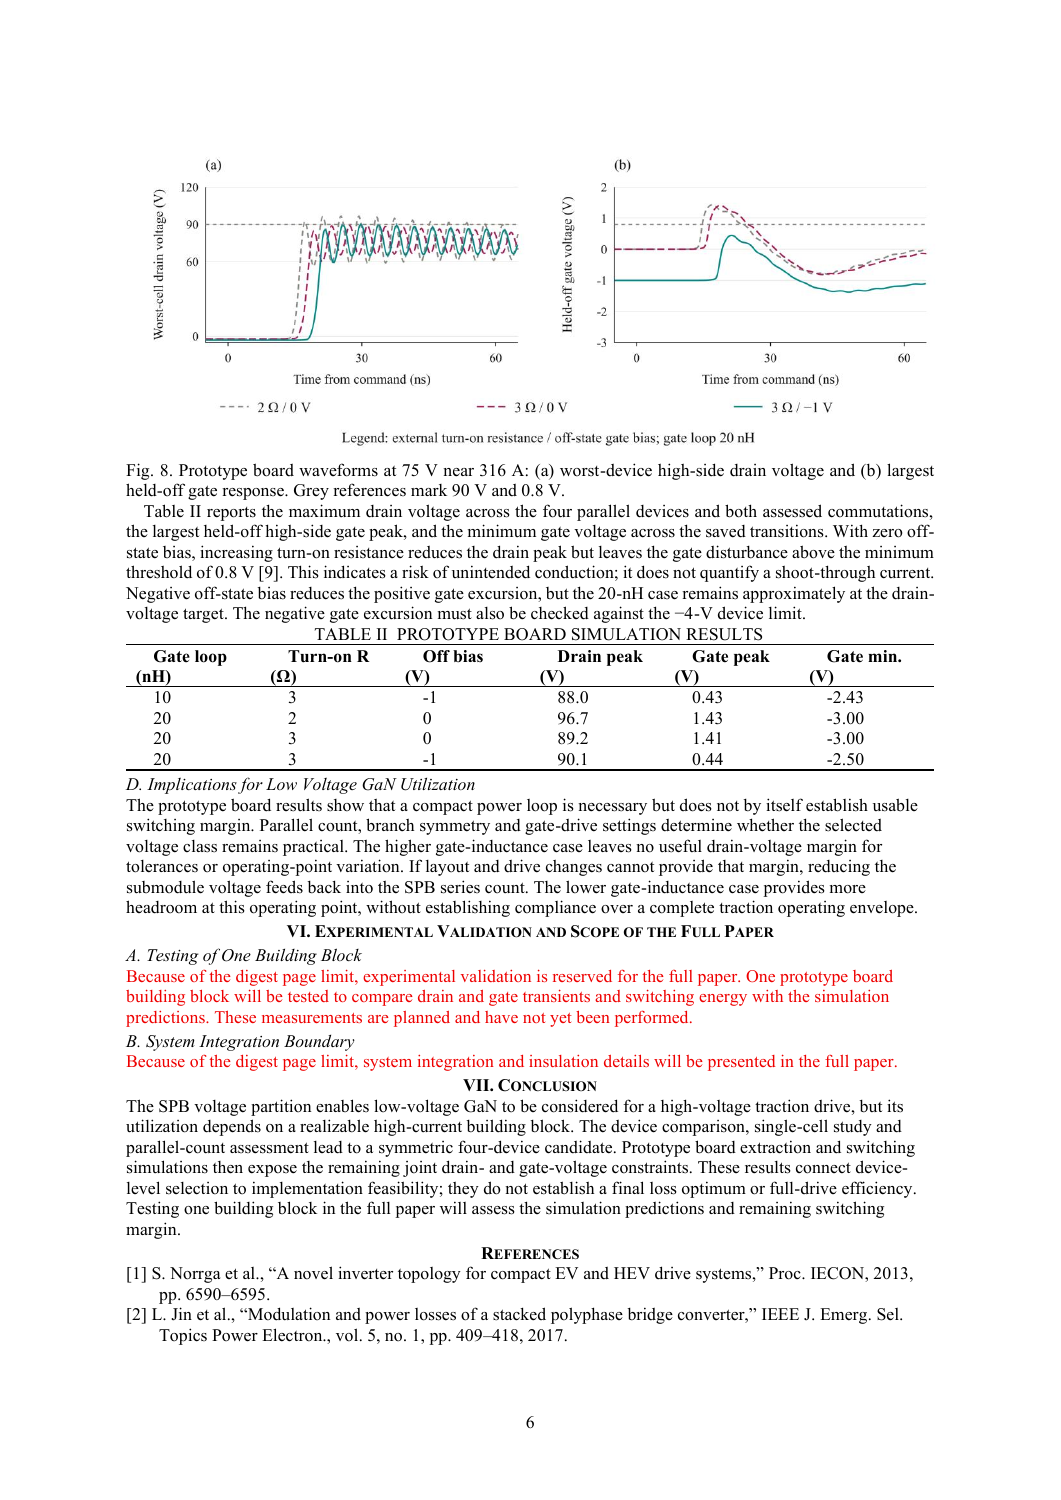 (a)
Worst-cell drain voltage (V)
120
90
60
0
0
30
60
Time from command (ns)
(b)
Held-off gate voltage (V)
2
1
0
-1
-2
-3
0
30
60
Time from command (ns)
2 Ω / 0 V
3 Ω / 0 V
3 Ω / −1 V
Legend: external turn-on resistance / off-state gate bias; gate loop 20 nH
Fig. 8. Prototype board waveforms at 75 V near 316 A: (a) worst-device high-side drain voltage and (b) largest
held-off gate response. Grey references mark 90 V and 0.8 V.
Table II reports the maximum drain voltage across the four parallel devices and both assessed commutations,
the largest held-off high-side gate peak, and the minimum gate voltage across the saved transitions. With zero off-
state bias, increasing turn-on resistance reduces the drain peak but leaves the gate disturbance above the minimum
threshold of 0.8 V [9]. This indicates a risk of unintended conduction; it does not quantify a shoot-through current.
Negative off-state bias reduces the positive gate excursion, but the 20-nH case remains approximately at the drain-
voltage target. The negative gate excursion must also be checked against the −4-V device limit.
TABLE II PROTOTYPE BOARD SIMULATION RESULTS
Gate loop (nH) Turn-on R (Ω) Off bias (V) Drain peak (V) Gate peak (V) Gate min. (V)
10 3 -1 88.0 0.43 -2.43
20 2 0 96.7 1.43 -3.00
20 3 0 89.2 1.41 -3.00
20 3 -1 90.1 0.44 -2.50
D. Implications for Low Voltage GaN Utilization
The prototype board results show that a compact power loop is necessary but does not by itself establish usable
switching margin. Parallel count, branch symmetry and gate-drive settings determine whether the selected
voltage class remains practical. The higher gate-inductance case leaves no useful drain-voltage margin for
tolerances or operating-point variation. If layout and drive changes cannot provide that margin, reducing the
submodule voltage feeds back into the SPB series count. The lower gate-inductance case provides more
headroom at this operating point, without establishing compliance over a complete traction operating envelope.
VI. EXPERIMENTAL VALIDATION AND SCOPE OF THE FULL PAPER
A. Testing of One Building Block
Because of the digest page limit, experimental validation is reserved for the full paper. One prototype board
building block will be tested to compare drain and gate transients and switching energy with the simulation
predictions. These measurements are planned and have not yet been performed.
B. System Integration Boundary
Because of the digest page limit, system integration and insulation details will be presented in the full paper.
VII. CONCLUSION
The SPB voltage partition enables low-voltage GaN to be considered for a high-voltage traction drive, but its
utilization depends on a realizable high-current building block. The device comparison, single-cell study and
parallel-count assessment lead to a symmetric four-device candidate. Prototype board extraction and switching
simulations then expose the remaining joint drain- and gate-voltage constraints. These results connect device-
level selection to implementation feasibility; they do not establish a final loss optimum or full-drive efficiency.
Testing one building block in the full paper will assess the simulation predictions and remaining switching
margin.
REFERENCES
[1] S. Norrga et al., “A novel inverter topology for compact EV and HEV drive systems,” Proc. IECON, 2013,
pp. 6590–6595.
[2] L. Jin et al., “Modulation and power losses of a stacked polyphase bridge converter,” IEEE J. Emerg. Sel.
Topics Power Electron., vol. 5, no. 1, pp. 409–418, 2017.
6